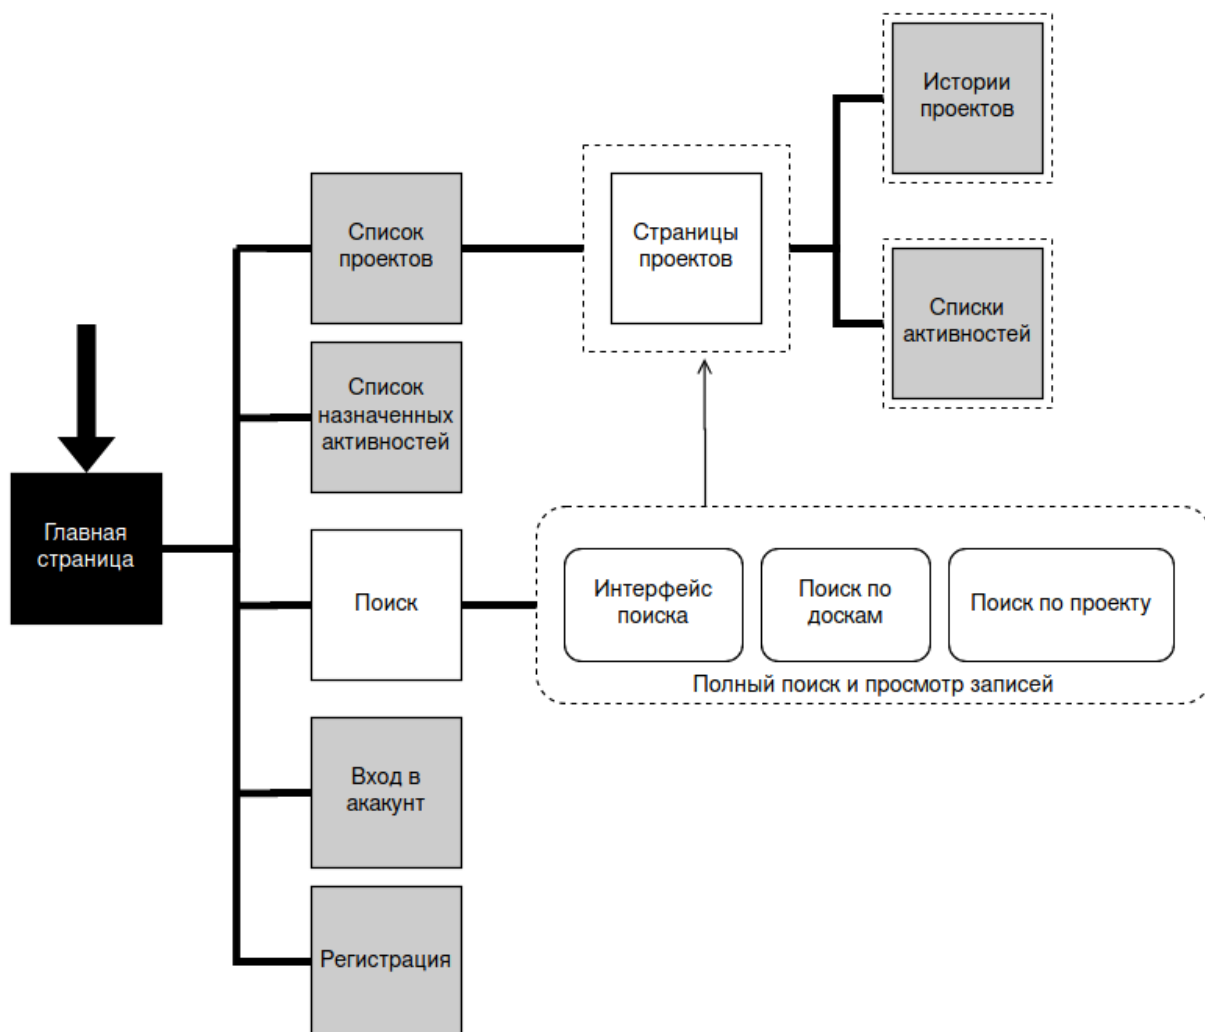 Истории
проектов
Список
проектов
Страницы
проектов
Списки
активностей
Список
назначенных
активностей
Главная
страница
Поиск
Интерфейс
поиска
Поиск по
доскам
Поиск по проекту
Полный поиск и просмотр записей
Вход в
акакунт
Регистрация